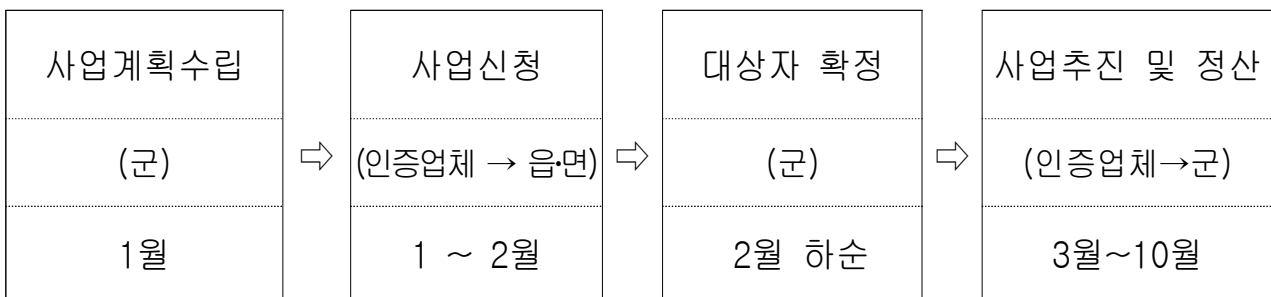 사업계획수립 ⇨ 사업신청 ⇨ 대상자 확정 ⇨ 사업추진 및 정산
(군) (인증업체 → 읍·면) (군) (인증업체→군)
1월 1 ~ 2월 2월 하순 3월~10월